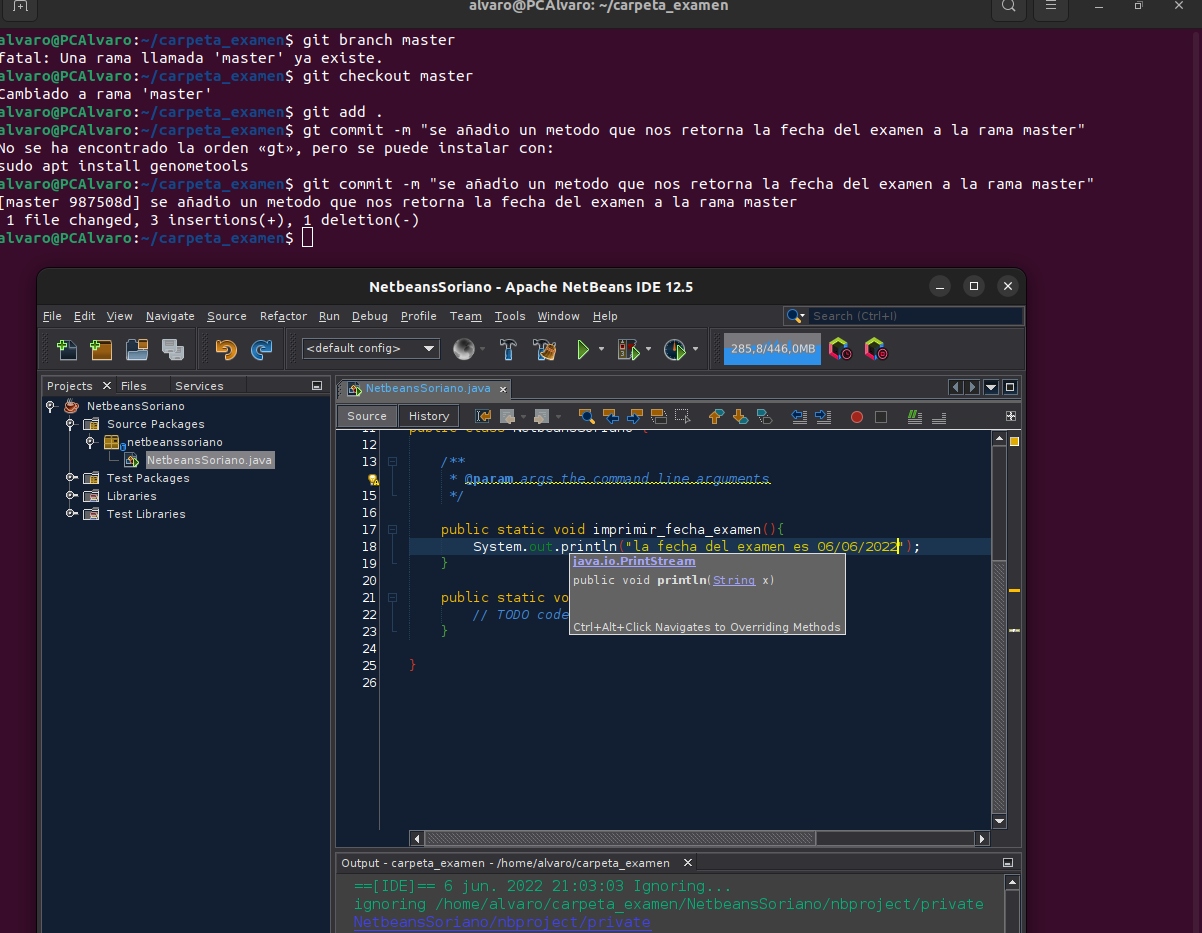 alvaro@PCAlvaro: ~/carpeta_examen
alvaro@PCAlvaro:~/carpeta_examen$ git branch master
fatal: Una rama llamada 'master' ya existe.
alvaro@PCAlvaro:~/carpeta_examen$ git checkout master
Cambiado a rama 'master'
alvaro@PCAlvaro:~/carpeta_examen$ git add .
alvaro@PCAlvaro:~/carpeta_examen$ gt commit -m "se añadio un metodo que nos retorna la fecha del examen a la rama master"
No se ha encontrado la orden «gt», pero se puede instalar con:
sudo apt install genometools
alvaro@PCAlvaro:~/carpeta_examen$ git commit -m "se añadio un metodo que nos retorna la fecha del examen a la rama master"
[master 987508d] se añadio un metodo que nos retorna la fecha del examen a la rama master
1 file changed, 3 insertions(+), 1 deletion(-)
alvaro@PCAlvaro:~/carpeta_examen$
NetbeansSoriano - Apache NetBeans IDE 12.5
File Edit View Navigate Source Refactor Run Debug Profile Team Tools Window Help
Search (Ctrl+I)
<default config>
285,8/446,0MB
Projects Files Services
NetbeansSoriano
Source Packages
netbeanssoriano
NetbeansSoriano.java
Test Packages
Libraries
Test Libraries
NetbeansSoriano.java
Source History
11 public class NetbeansSoriano {
12
13 /**
* @param args the command line arguments
15 */
16
17 public static void imprimir_fecha_examen(){
18 System.out.println("la fecha del examen es 06/06/2022");
19 }
20
21 public static vo
22 // TODO code
23 }
24
25 }
26
java.io.PrintStream
public void println(String x)
Ctrl+Alt+Click Navigates to Overriding Methods
Output - carpeta_examen - /home/alvaro/carpeta_examen
==[IDE]== 6 jun. 2022 21:03:03 Ignoring...
ignoring /home/alvaro/carpeta_examen/NetbeansSoriano/nbproject/private
NetbeansSoriano/nbproject/private